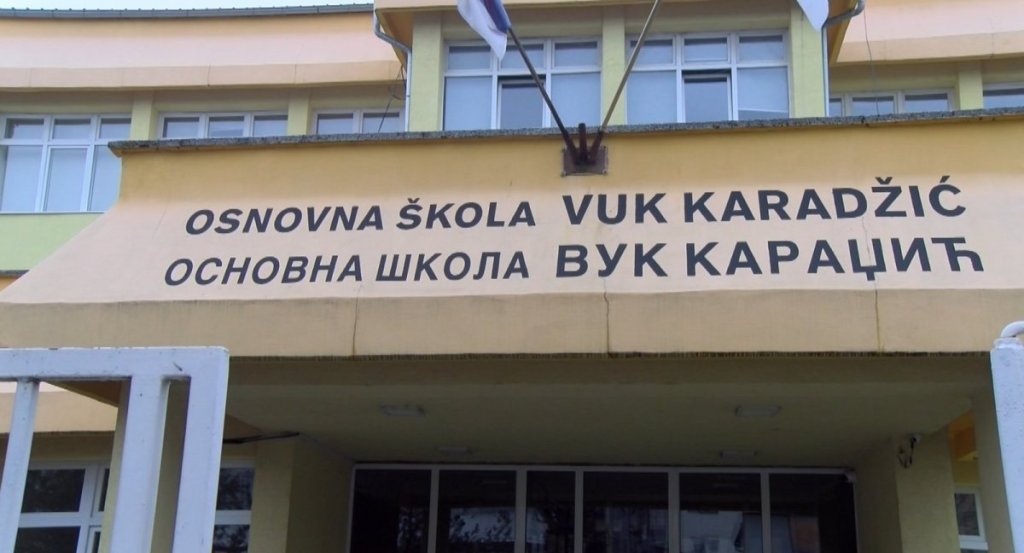 OSNOVNA ŠKOLA VUK KARADŽIĆ
ОСНОВНА ШКОЛА ВУК КАРАЏИЋ